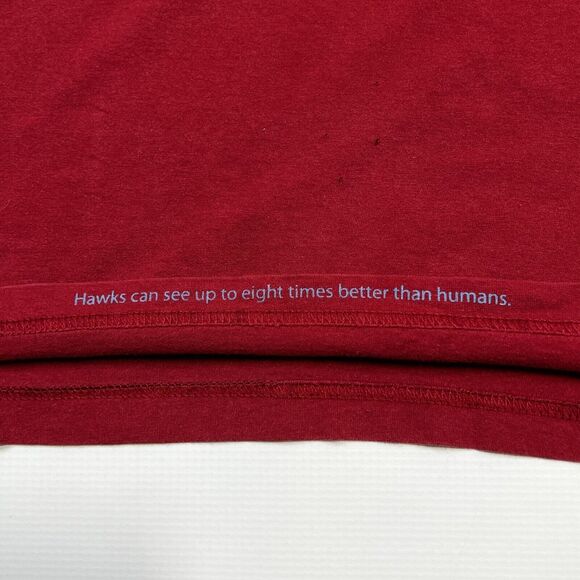 Hawks can see up to eight times better than humans.